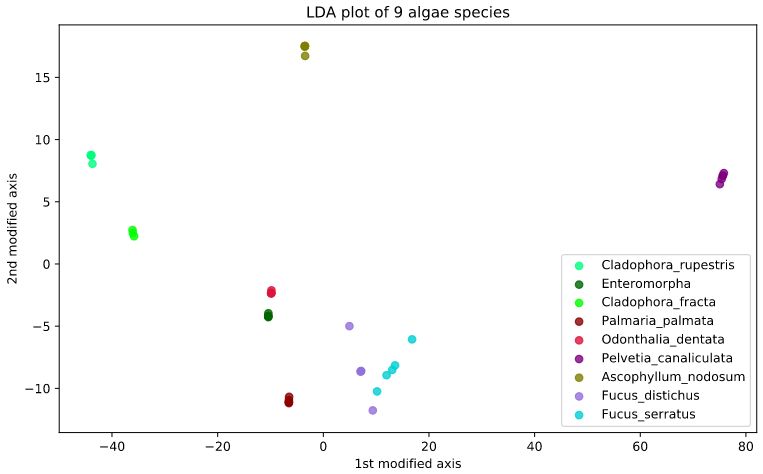 LDA plot of 9 algae species
2nd modified axis
15
10
5
0
−5
−10
−40
−20
0
20
40
60
80
1st modified axis
Cladophora_rupestris
Enteromorpha
Cladophora_fracta
Palmaria_palmata
Odonthalia_dentata
Pelvetia_canaliculata
Ascophyllum_nodosum
Fucus_distichus
Fucus_serratus